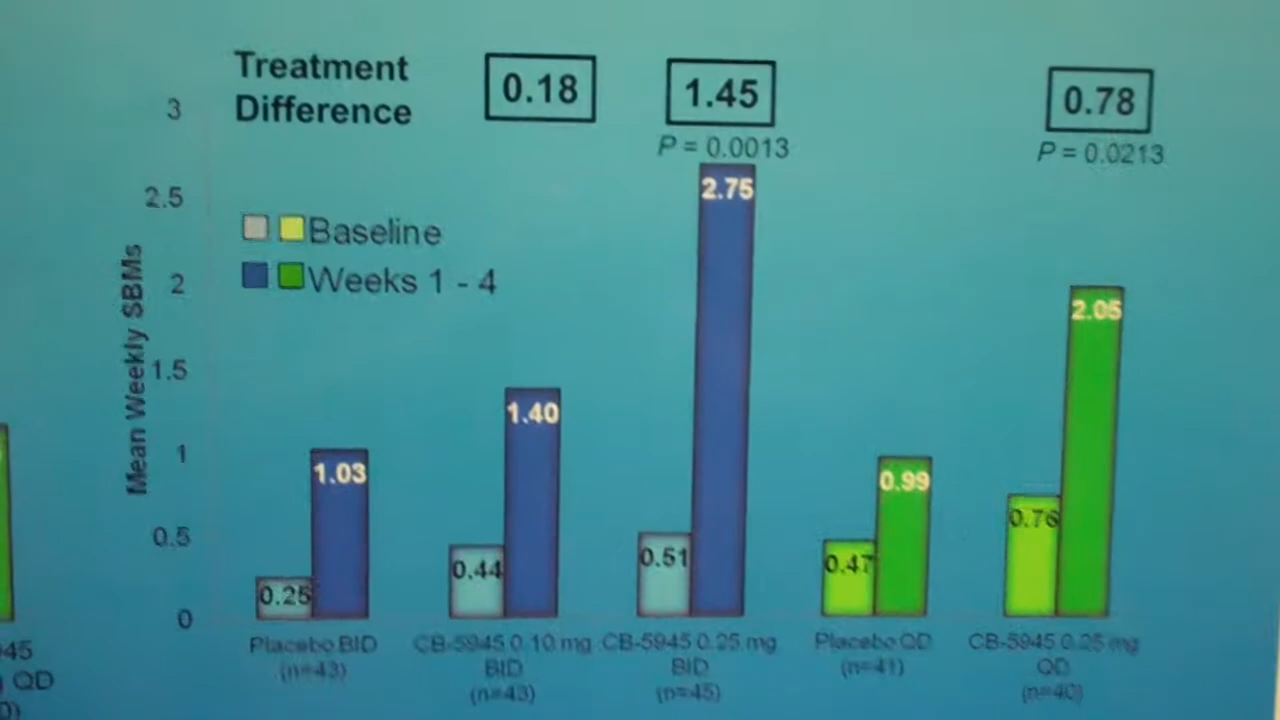 Treatment
Difference
0.18
1.45
0.78
P = 0.0013
P = 0.0213
3
2.5
2
1.5
1
0.5
0
Mean Weekly SBMs
Baseline
Weeks 1 - 4
1.03
0.44
1.40
0.51
2.75
0.47
0.99
0.76
2.05
Placebo BID
(n=43)
CB-5945 0.10 mg
BID
(n=43)
CB-5945 0.25 mg
BID
(n=45)
Placebo QD
(n=41)
CB-5945 0.25 mg
QD
(n=40)
945
QD
0)